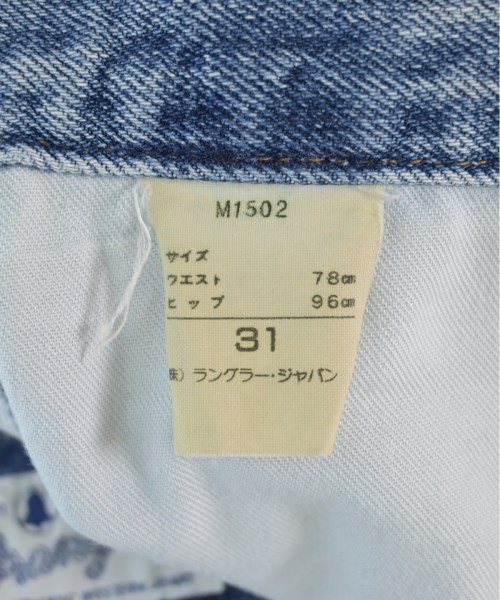 M1502
サイズ
ウエスト 78㎝
ヒップ 96㎝
31
株）ラングラー・ジャパン